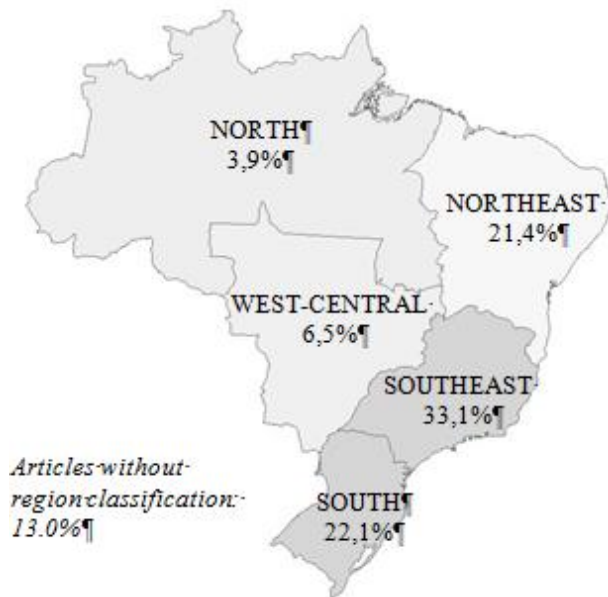 NORTH¶
3,9%¶
NORTHEAST·
21,4%¶
WEST-CENTRAL·
6,5%¶
SOUTHEAST·
33,1%¶
Articles·without·
region·classification:·
13.0%¶
SOUTH¶
22,1%¶